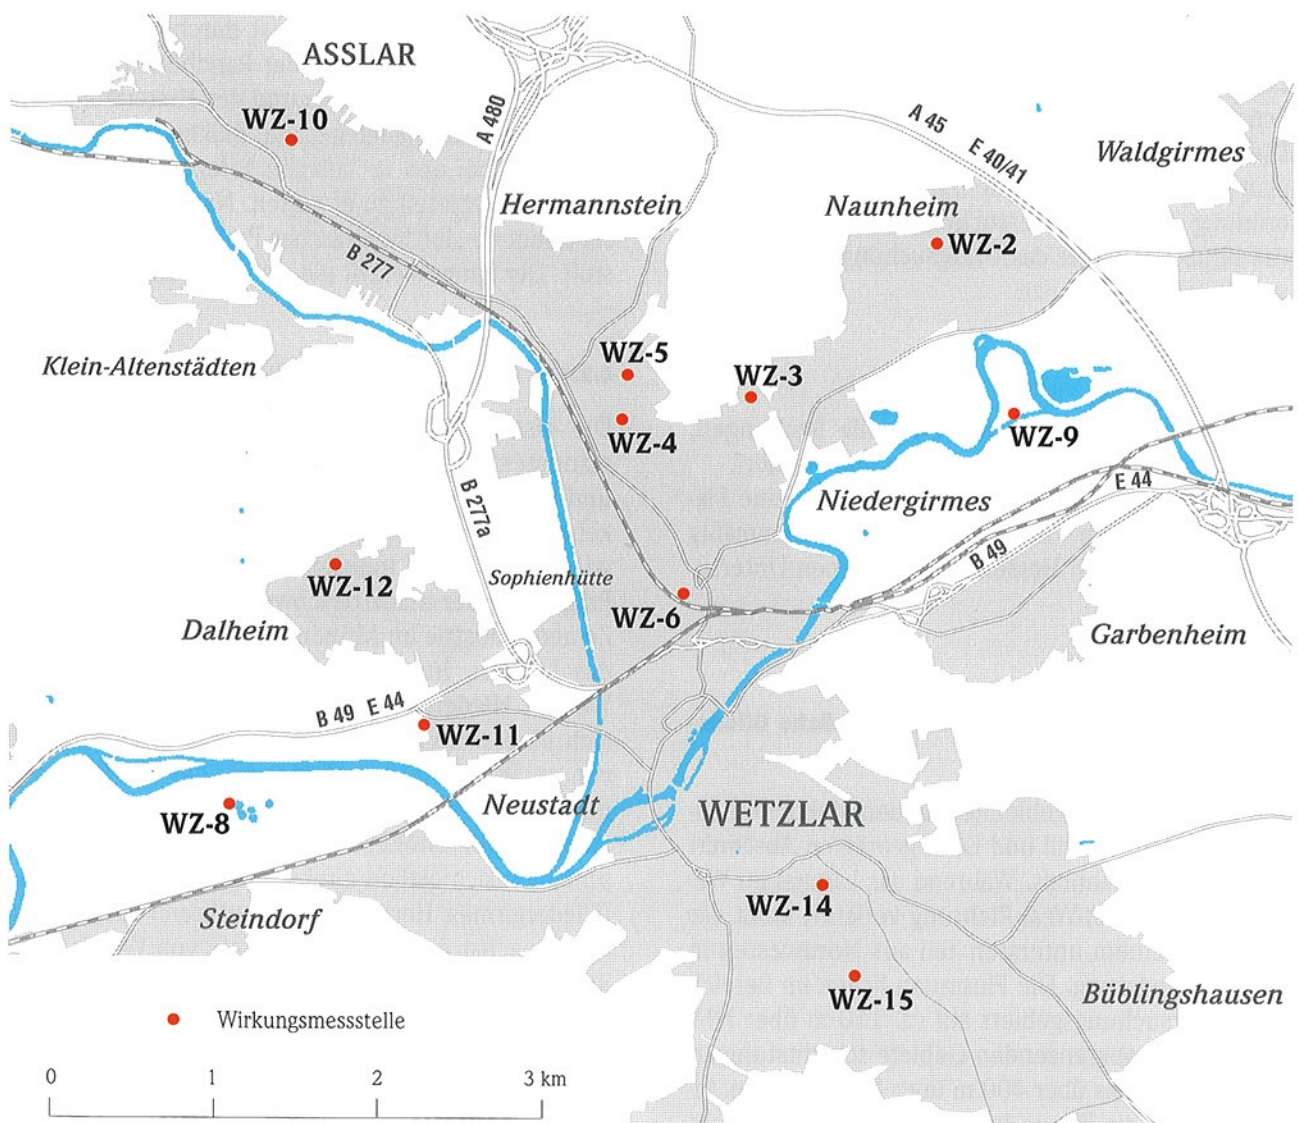 ASSLAR
WZ-10
A 480
A 45
E 40/41
Waldgirmes
Hermannstein
Naunheim
WZ-2
B 277
Klein-Altenstädten
WZ-5
WZ-3
WZ-4
WZ-9
B 277a
Niedergirmes
E 44
B 49
WZ-12
Sophienhütte
WZ-6
Dalheim
Garbenheim
B 49 E 44
WZ-11
Neustadt
WETZLAR
WZ-8
WZ-14
Steindorf
WZ-15
Büblingshausen
Wirkungsmessstelle
0 1 2 3 km